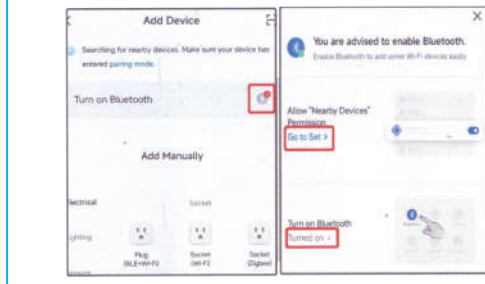 Add Device
Searching for nearby devices. Make sure your device has
entered pairing mode.
Turn on Bluetooth
Add Manually
lectrical
Socket
ighting
Plug
(BLE+Wi-Fi)
Socket
(Wi-Fi)
Socket
(Zigbee)
You are advised to enable Bluetooth.
Enable Bluetooth to add some Wi-Fi devices easily.
Allow "Nearby Devices"
Permission
Go to Set >
Turn on Bluetooth
Turned on >